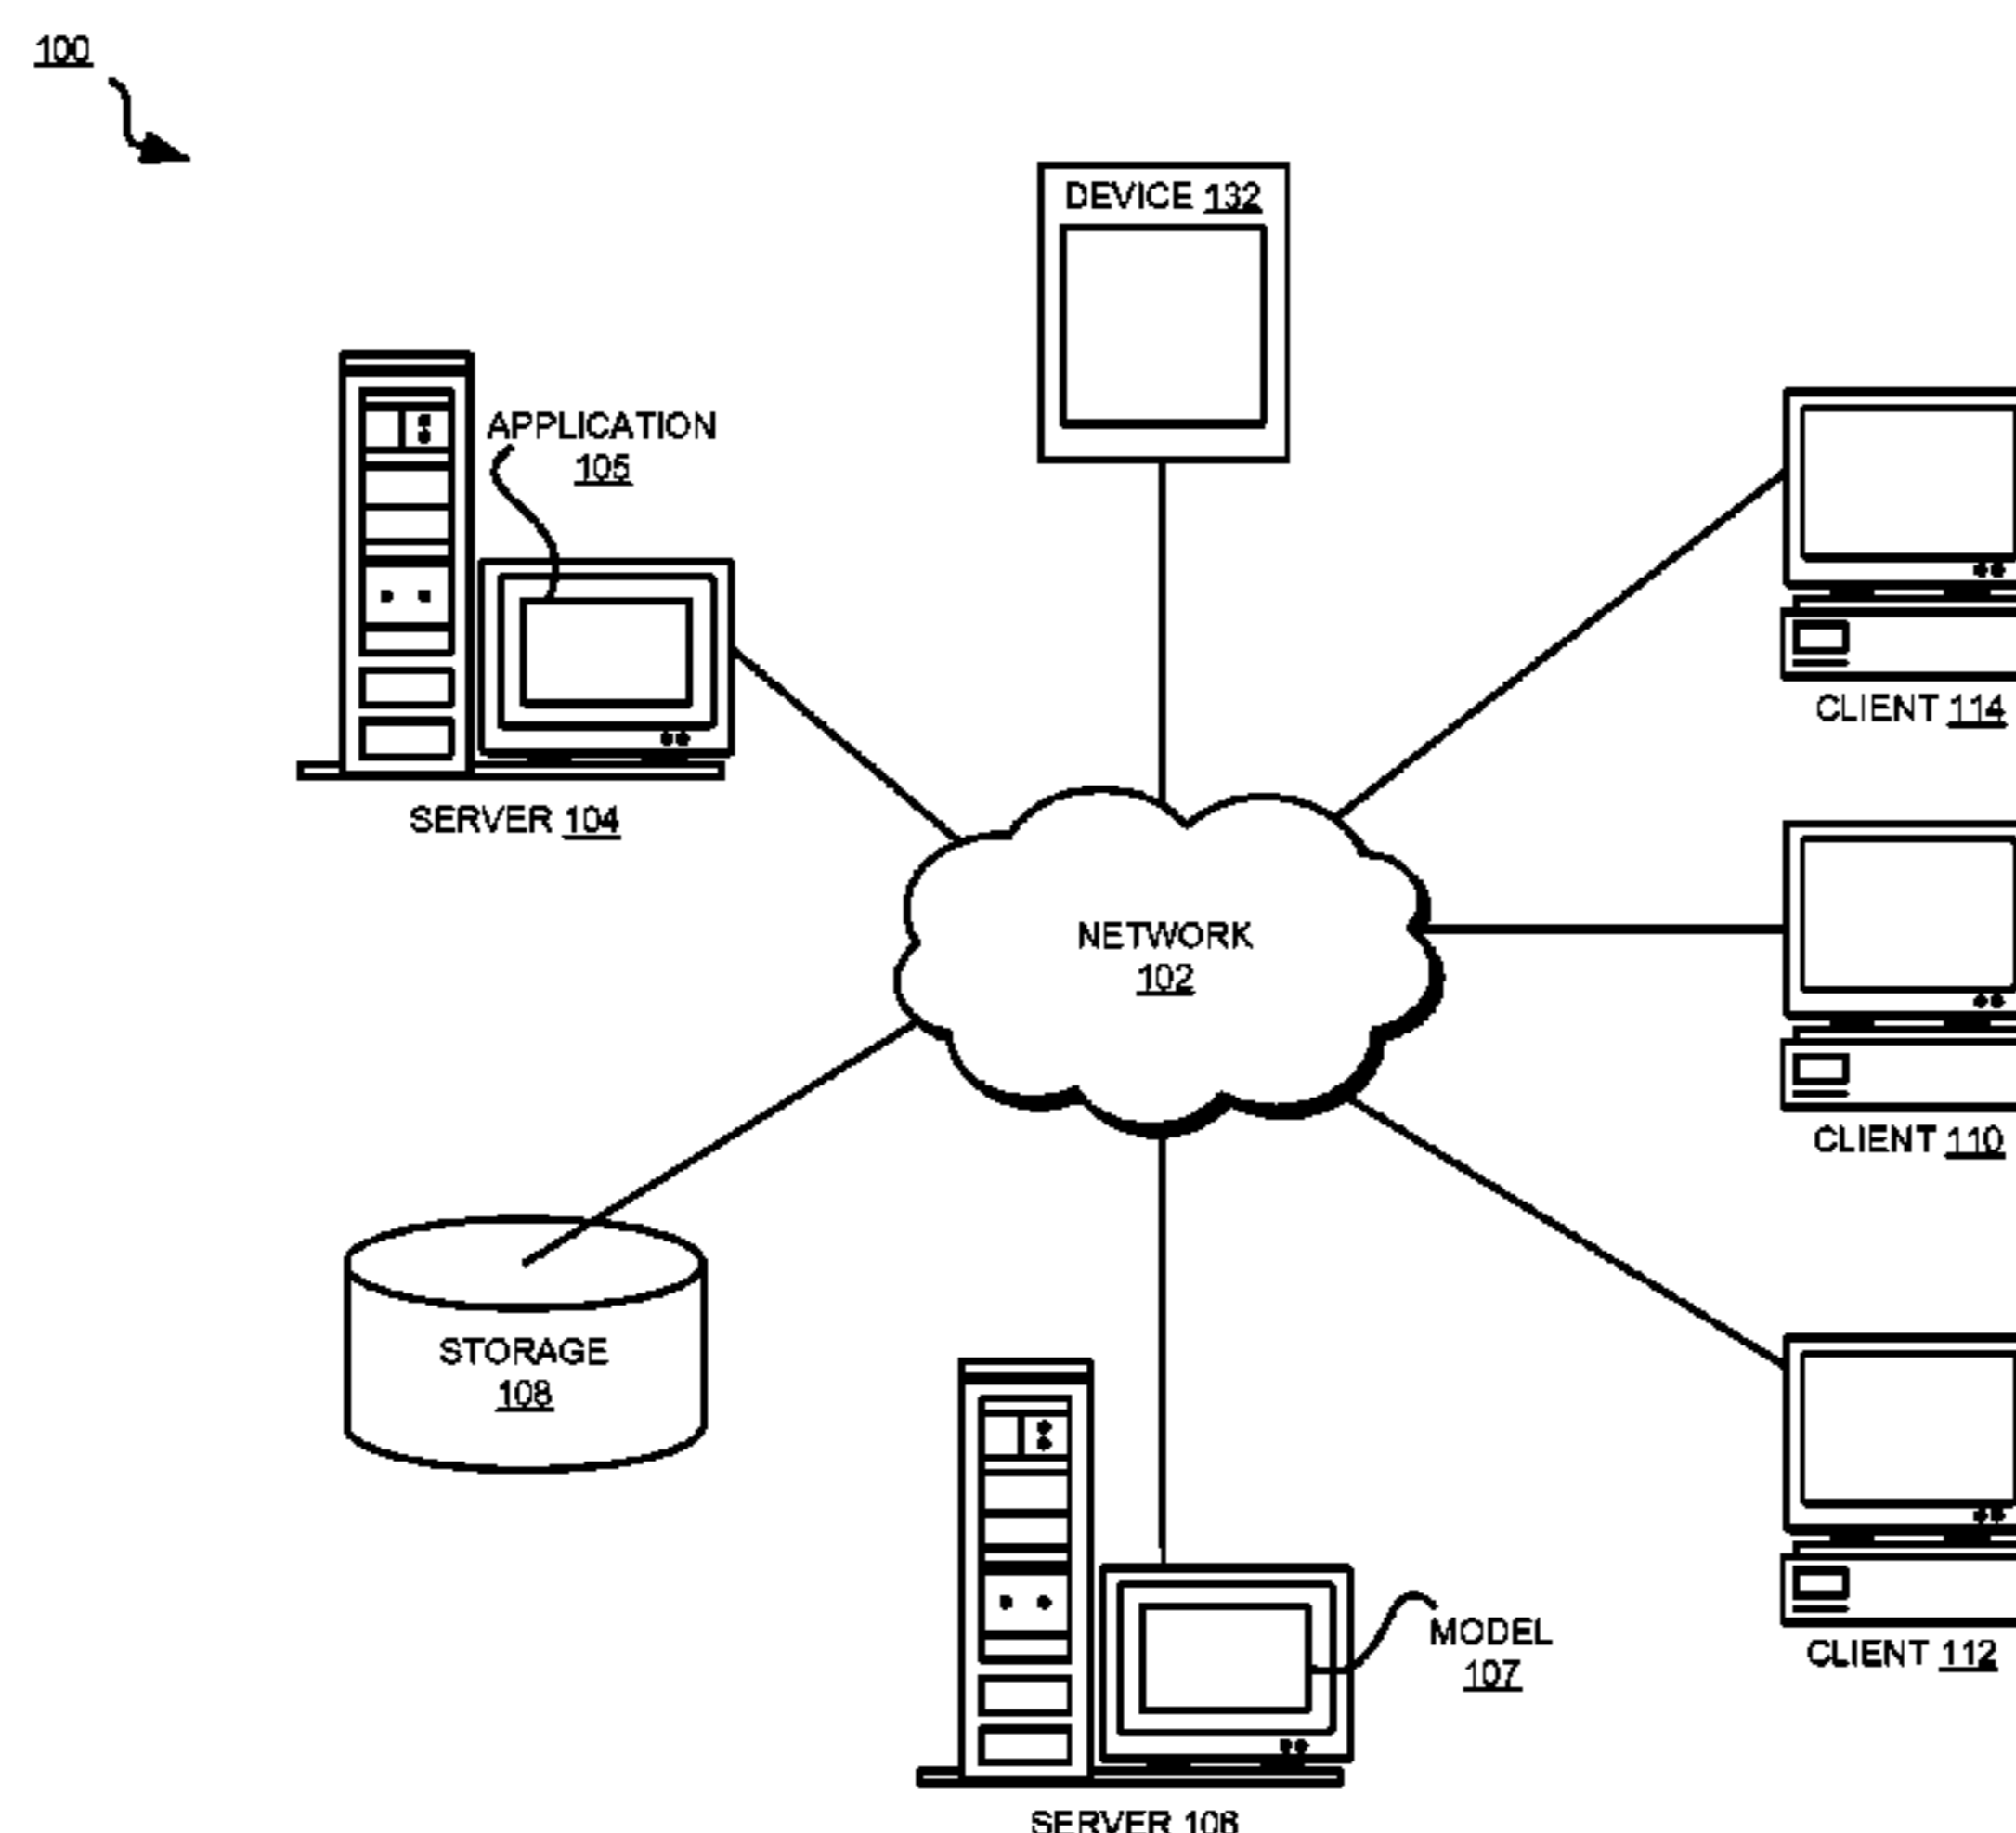 100
DEVICE 132
APPLICATION
105
CLIENT 114
SERVER 104
NETWORK
102
CLIENT 110
STORAGE
108
MODEL
107
CLIENT 112
SERVER 106